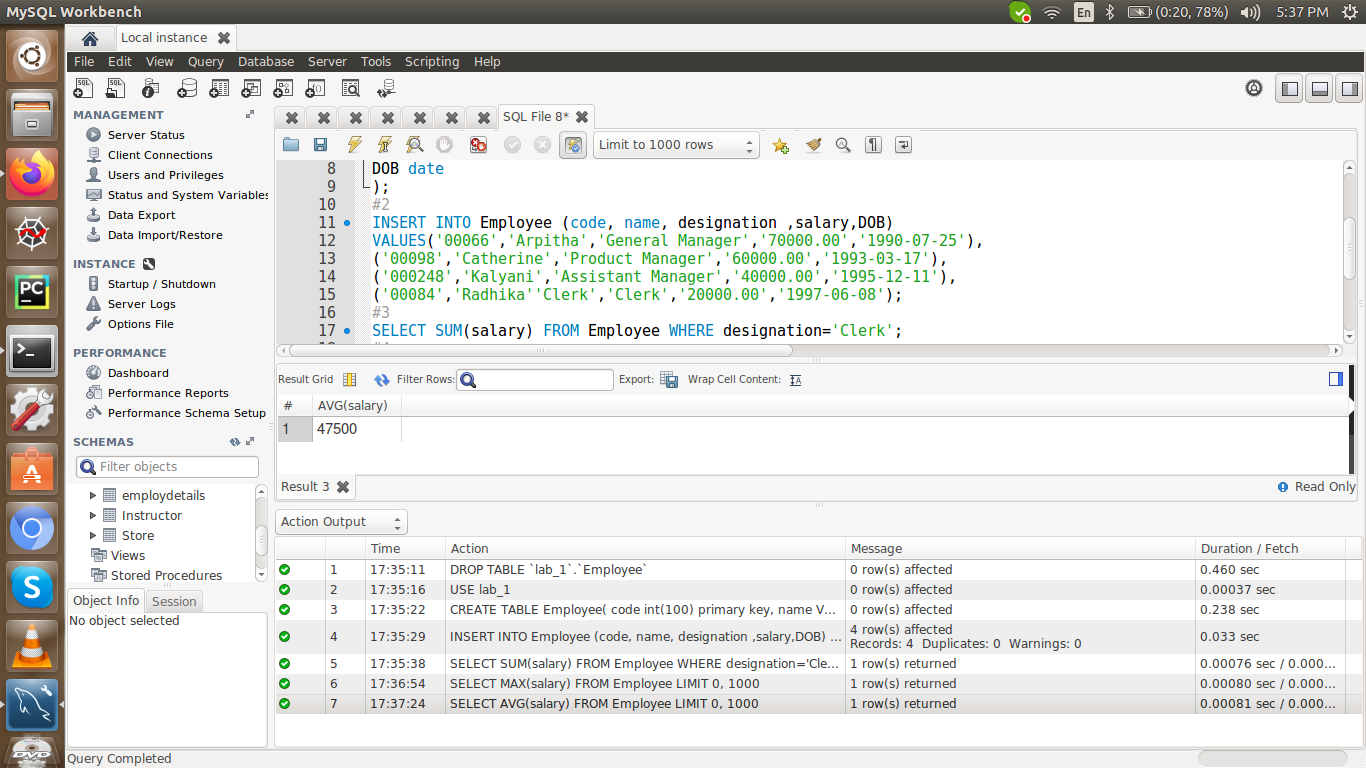 MySQL Workbench
En
(0:20, 78%)
5:37 PM
Local instance
File Edit View Query Database Server Tools Scripting Help
MANAGEMENT
Server Status
Client Connections
Users and Privileges
Status and System Variables
Data Export
Data Import/Restore
INSTANCE
Startup / Shutdown
Server Logs
Options File
PERFORMANCE
Dashboard
Performance Reports
Performance Schema Setup
SCHEMAS
Filter objects
employdetails
Instructor
Store
Views
Stored Procedures
Object Info Session
No object selected
SQL File 8*
Limit to 1000 rows
8 DOB date
9 );
10 #2
11 INSERT INTO Employee (code, name, designation ,salary,DOB)
12 VALUES('00066','Arpitha','General Manager','70000.00','1990-07-25'),
13 ('00098','Catherine','Product Manager','60000.00','1993-03-17'),
14 ('000248','Kalyani','Assistant Manager','40000.00','1995-12-11'),
15 ('00084','Radhika''Clerk','Clerk','20000.00','1997-06-08');
16 #3
17 SELECT SUM(salary) FROM Employee WHERE designation='Clerk';
Result Grid Filter Rows: Export: Wrap Cell Content:
# AVG(salary)
1 47500
Result 3
Read Only
Action Output
Time Action Message Duration / Fetch
1 17:35:11 DROP TABLE `lab_1`.`Employee` 0 row(s) affected 0.460 sec
2 17:35:16 USE lab_1 0 row(s) affected 0.00037 sec
3 17:35:22 CREATE TABLE Employee( code int(100) primary key, name V... 0 row(s) affected 0.238 sec
4 17:35:29 INSERT INTO Employee (code, name, designation ,salary,DOB) ... 4 row(s) affected 0.033 sec
Records: 4 Duplicates: 0 Warnings: 0
5 17:35:38 SELECT SUM(salary) FROM Employee WHERE designation='Cle... 1 row(s) returned 0.00076 sec / 0.000...
6 17:36:54 SELECT MAX(salary) FROM Employee LIMIT 0, 1000 1 row(s) returned 0.00080 sec / 0.000...
7 17:37:24 SELECT AVG(salary) FROM Employee LIMIT 0, 1000 1 row(s) returned 0.00081 sec / 0.000...
Query Completed